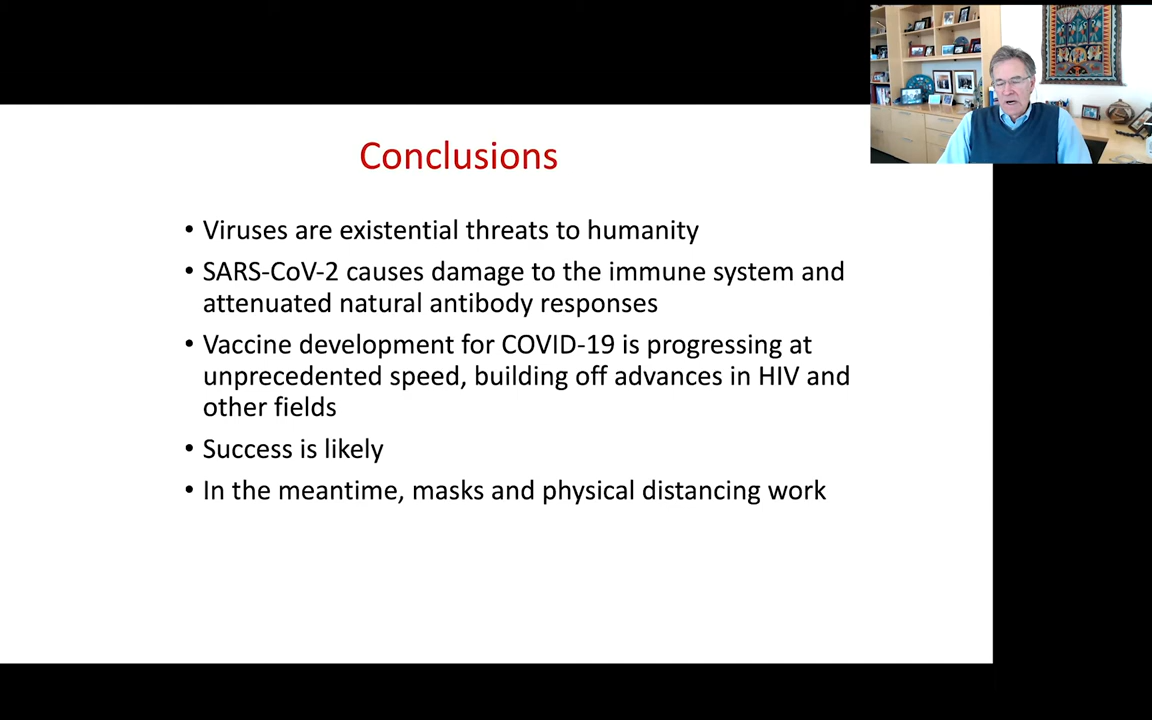 Conclusions
• Viruses are existential threats to humanity
• SARS-CoV-2 causes damage to the immune system and
attenuated natural antibody responses
• Vaccine development for COVID-19 is progressing at
unprecedented speed, building off advances in HIV and
other fields
• Success is likely
• In the meantime, masks and physical distancing work